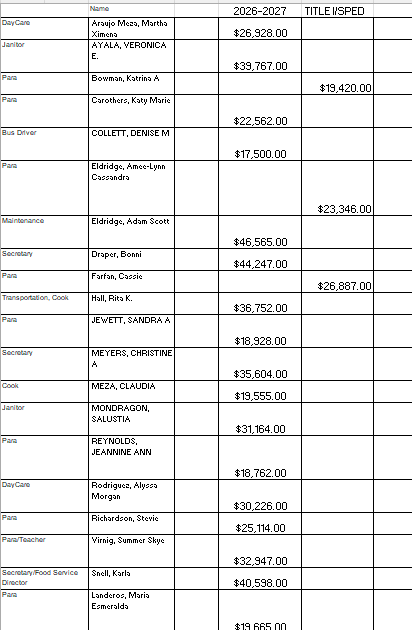 Name 2026-2027 TITLE I/SPED
DayCare Araujo Meza, Martha
Ximena $26,928.00
Janitor AYALA, VERONICA
E. $39,767.00
Para Bowman, Katrina A $19,420.00
Para Carothers, Katy Marie $22,562.00
Bus Driver COLLETT, DENISE M $17,500.00
Para Eldridge, Amee-Lynn
Cassandra $23,346.00
Maintenance Eldridge, Adam Scott $46,565.00
Secretary Draper, Bonni $44,247.00
Para Farfan, Cassie $26,887.00
Transportation, Cook Hall, Rita K. $36,752.00
Para JEWETT, SANDRA A $18,928.00
Secretary MEYERS, CHRISTINE
A $35,604.00
Cook MEZA, CLAUDIA $19,555.00
Janitor MONDRAGON,
SALUSTIA $31,164.00
Para REYNOLDS,
JEANNINE ANN $18,762.00
DayCare Rodriguez, Alyssa
Morgan $30,226.00
Para Richardson, Stevie $25,114.00
Para/Teacher Virnig, Summer Skye $32,947.00
Secretary/Food Service Snell, Karla
Director $40,598.00
Para Landeros, Maria
Esmeralda $19,665.00